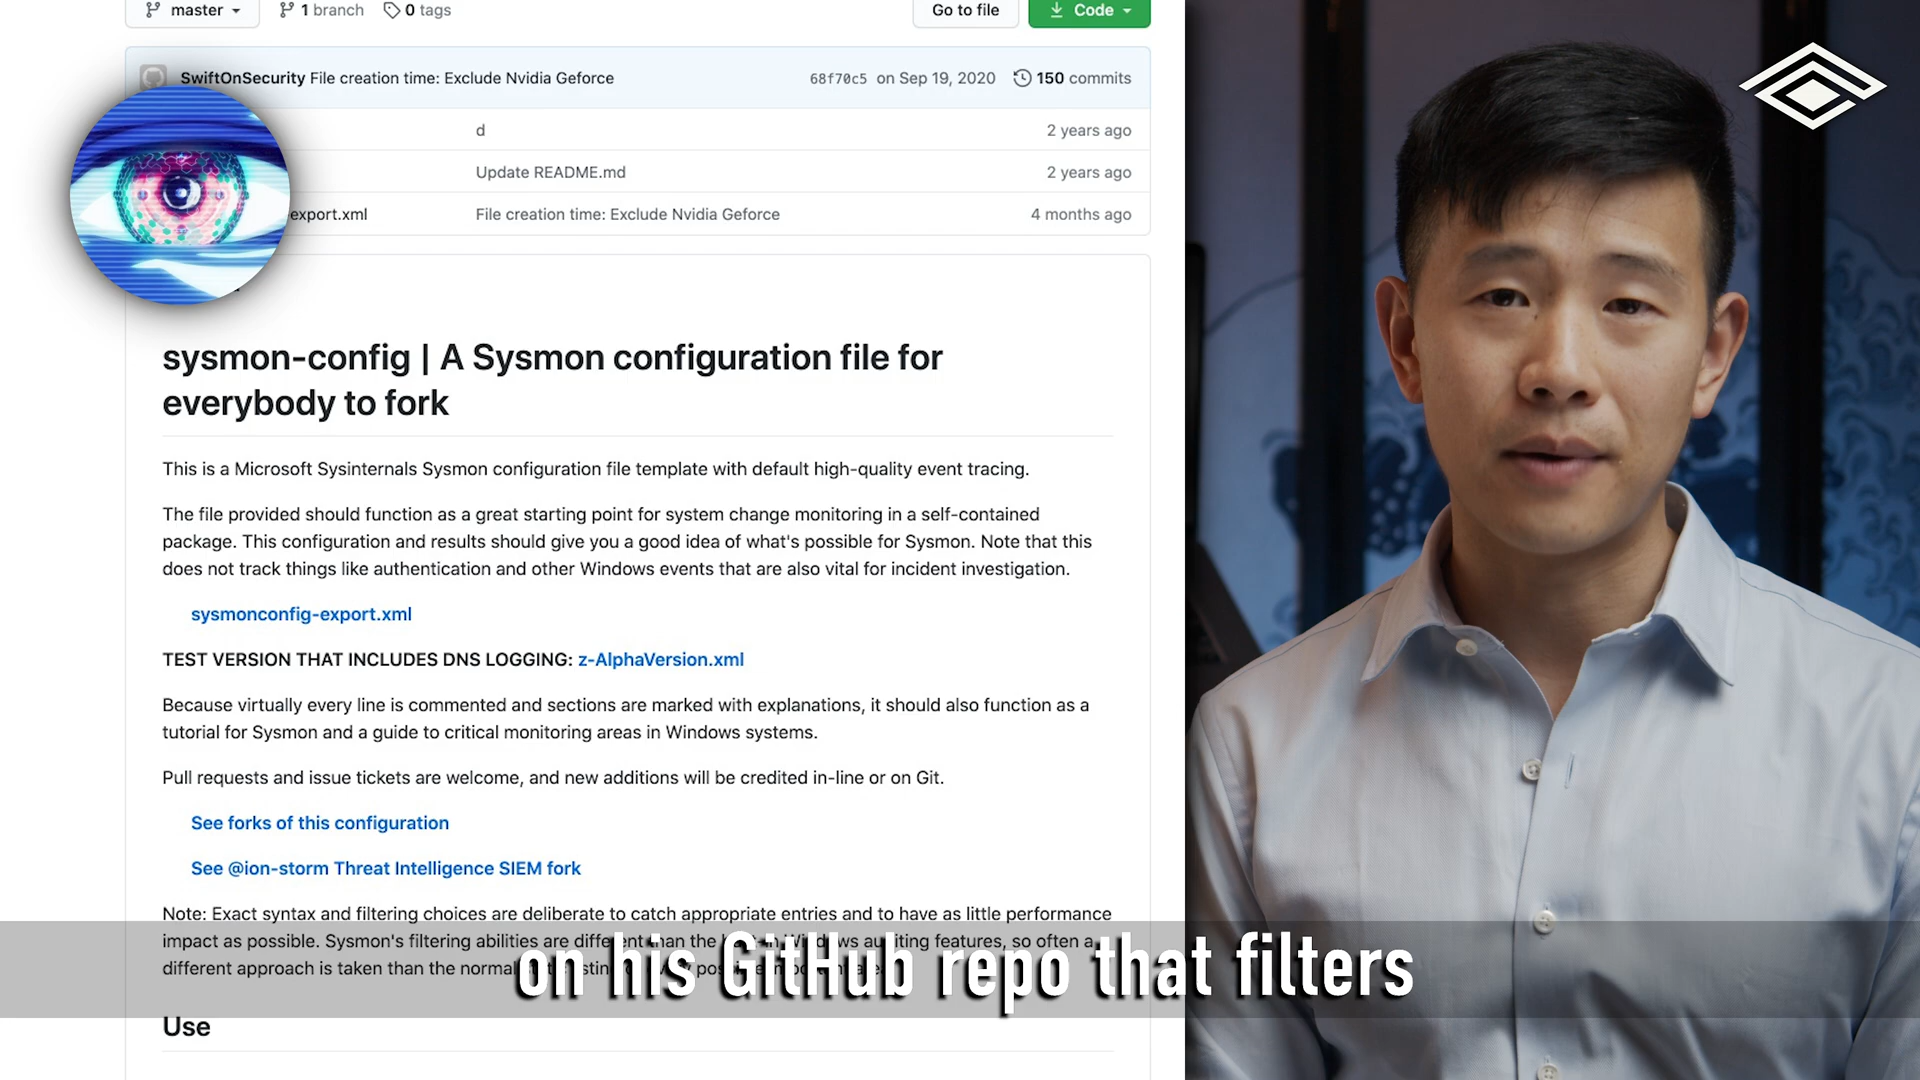 master 1 branch 0 tags Go to file Code
SwiftOnSecurity File creation time: Exclude Nvidia Geforce 68f70c5 on Sep 19, 2020 150 commits
d 2 years ago
Update README.md 2 years ago
export.xml File creation time: Exclude Nvidia Geforce 4 months ago
sysmon-config | A Sysmon configuration file for
everybody to fork
This is a Microsoft Sysinternals Sysmon configuration file template with default high-quality event tracing.
The file provided should function as a great starting point for system change monitoring in a self-contained
package. This configuration and results should give you a good idea of what's possible for Sysmon. Note that this
does not track things like authentication and other Windows events that are also vital for incident investigation.
sysmonconfig-export.xml
TEST VERSION THAT INCLUDES DNS LOGGING: z-AlphaVersion.xml
Because virtually every line is commented and sections are marked with explanations, it should also function as a
tutorial for Sysmon and a guide to critical monitoring areas in Windows systems.
Pull requests and issue tickets are welcome, and new additions will be credited in-line or on Git.
See forks of this configuration
See @ion-storm Threat Intelligence SIEM fork
Note: Exact syntax and filtering choices are deliberate to catch appropriate entries and to have as little performance
impact as possible. Sysmon's filtering abilities are different than the Windows auditing features, so often a
different approach is taken than the normal
on his GitHub repo that filters
Use